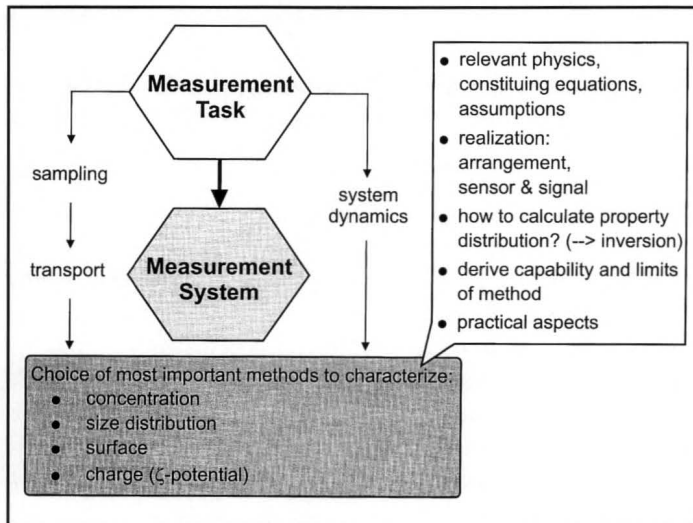 Measurement
Task
sampling
transport
system
dynamics
Measurement
System
• relevant physics,
constituing equations,
assumptions
• realization:
arrangement,
sensor & signal
• how to calculate property
distribution? (--> inversion)
• derive capability and limits
of method
• practical aspects
Choice of most important methods to characterize:
• concentration
• size distribution
• surface
• charge (ζ-potential)